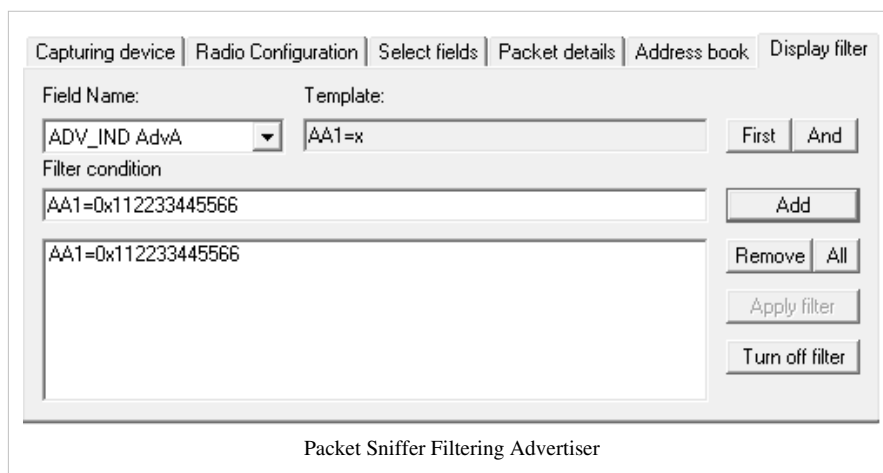 Capturing device Radio Configuration Select fields Packet details Address book Display filter
Field Name: Template:
ADV_IND AdvA AA1=x First And
Filter condition
AA1=0x112233445566 Add
AA1=0x112233445566 Remove All
Apply filter
Turn off filter
Packet Sniffer Filtering Advertiser